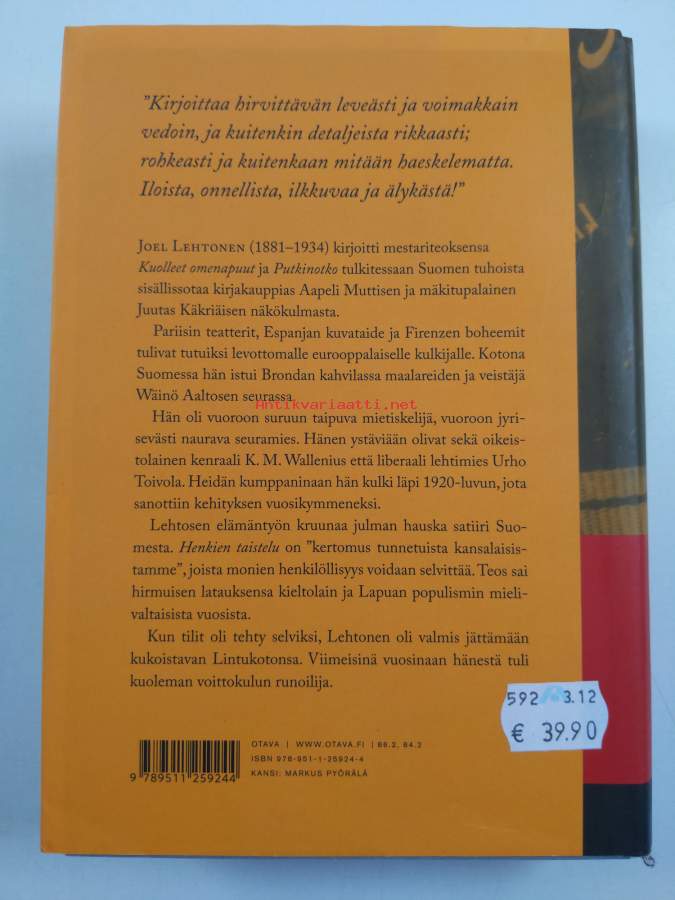 "Kirjoittaa hirvittävän leveästi ja voimakkain
vedoin, ja kuitenkin detaljeista rikkaasti;
rohkeasti ja kuitenkaan mitään haeskelematta.
Iloista, onnellista, ilkkuvaa ja älykästä!"
JOEL LEHTONEN (1881–1934) kirjoitti mestariteoksensa
Kuolleet omenapuut ja Putkinotko tulkitessaan Suomen tuhoista
sisällissotaa kirjakauppias Aapeli Muttisen ja mäkitupalainen
Juutas Käkriäisen näkökulmasta.
Pariisin teatterit, Espanjan kuvataide ja Firenzen boheemit
tulivat tutuiksi levottomalle eurooppalaiselle kulkijalle. Kotona
Suomessa hän istui Brondan kahvilassa maalareiden ja veistäjä
Wäinö Aaltosen seurassa.
Antikvariaatti.net
Hän oli vuoroon suruun taipuva mietiskelijä, vuoroon jyri-
sevästi naurava seuramies. Hänen ystäviään olivat sekä oikeis-
tolainen kenraali K. M. Wallenius että liberaali lehtimies Urho
Toivola. Heidän kumppaninaan hän kulki läpi 1920-luvun, jota
sanottiin kehityksen vuosikymmeneksi.
Lehtosen elämäntyön kruunaa julman hauska satiiri Suo-
mesta. Henkien taistelu on "kertomus tunnetuista kansalaisis-
tamme", joista monien henkilöllisyys voidaan selvittää. Teos sai
hirmuisen latauksensa kieltolain ja Lapuan populismin mieli-
valtaisista vuosista.
Kun tilit oli tehty selviksi, Lehtonen oli valmis jättämään
kukoistavan Lintukotonsa. Viimeisinä vuosinaan hänestä tuli
kuoleman voittokulun runoilija.
592 3.12
€ 39.90
OTAVA | WWW.OTAVA.FI | 86.2, 84.2
ISBN 978-951-1-25924-4
KANSI: MARKUS PYÖRÄLÄ
9 789511 259244